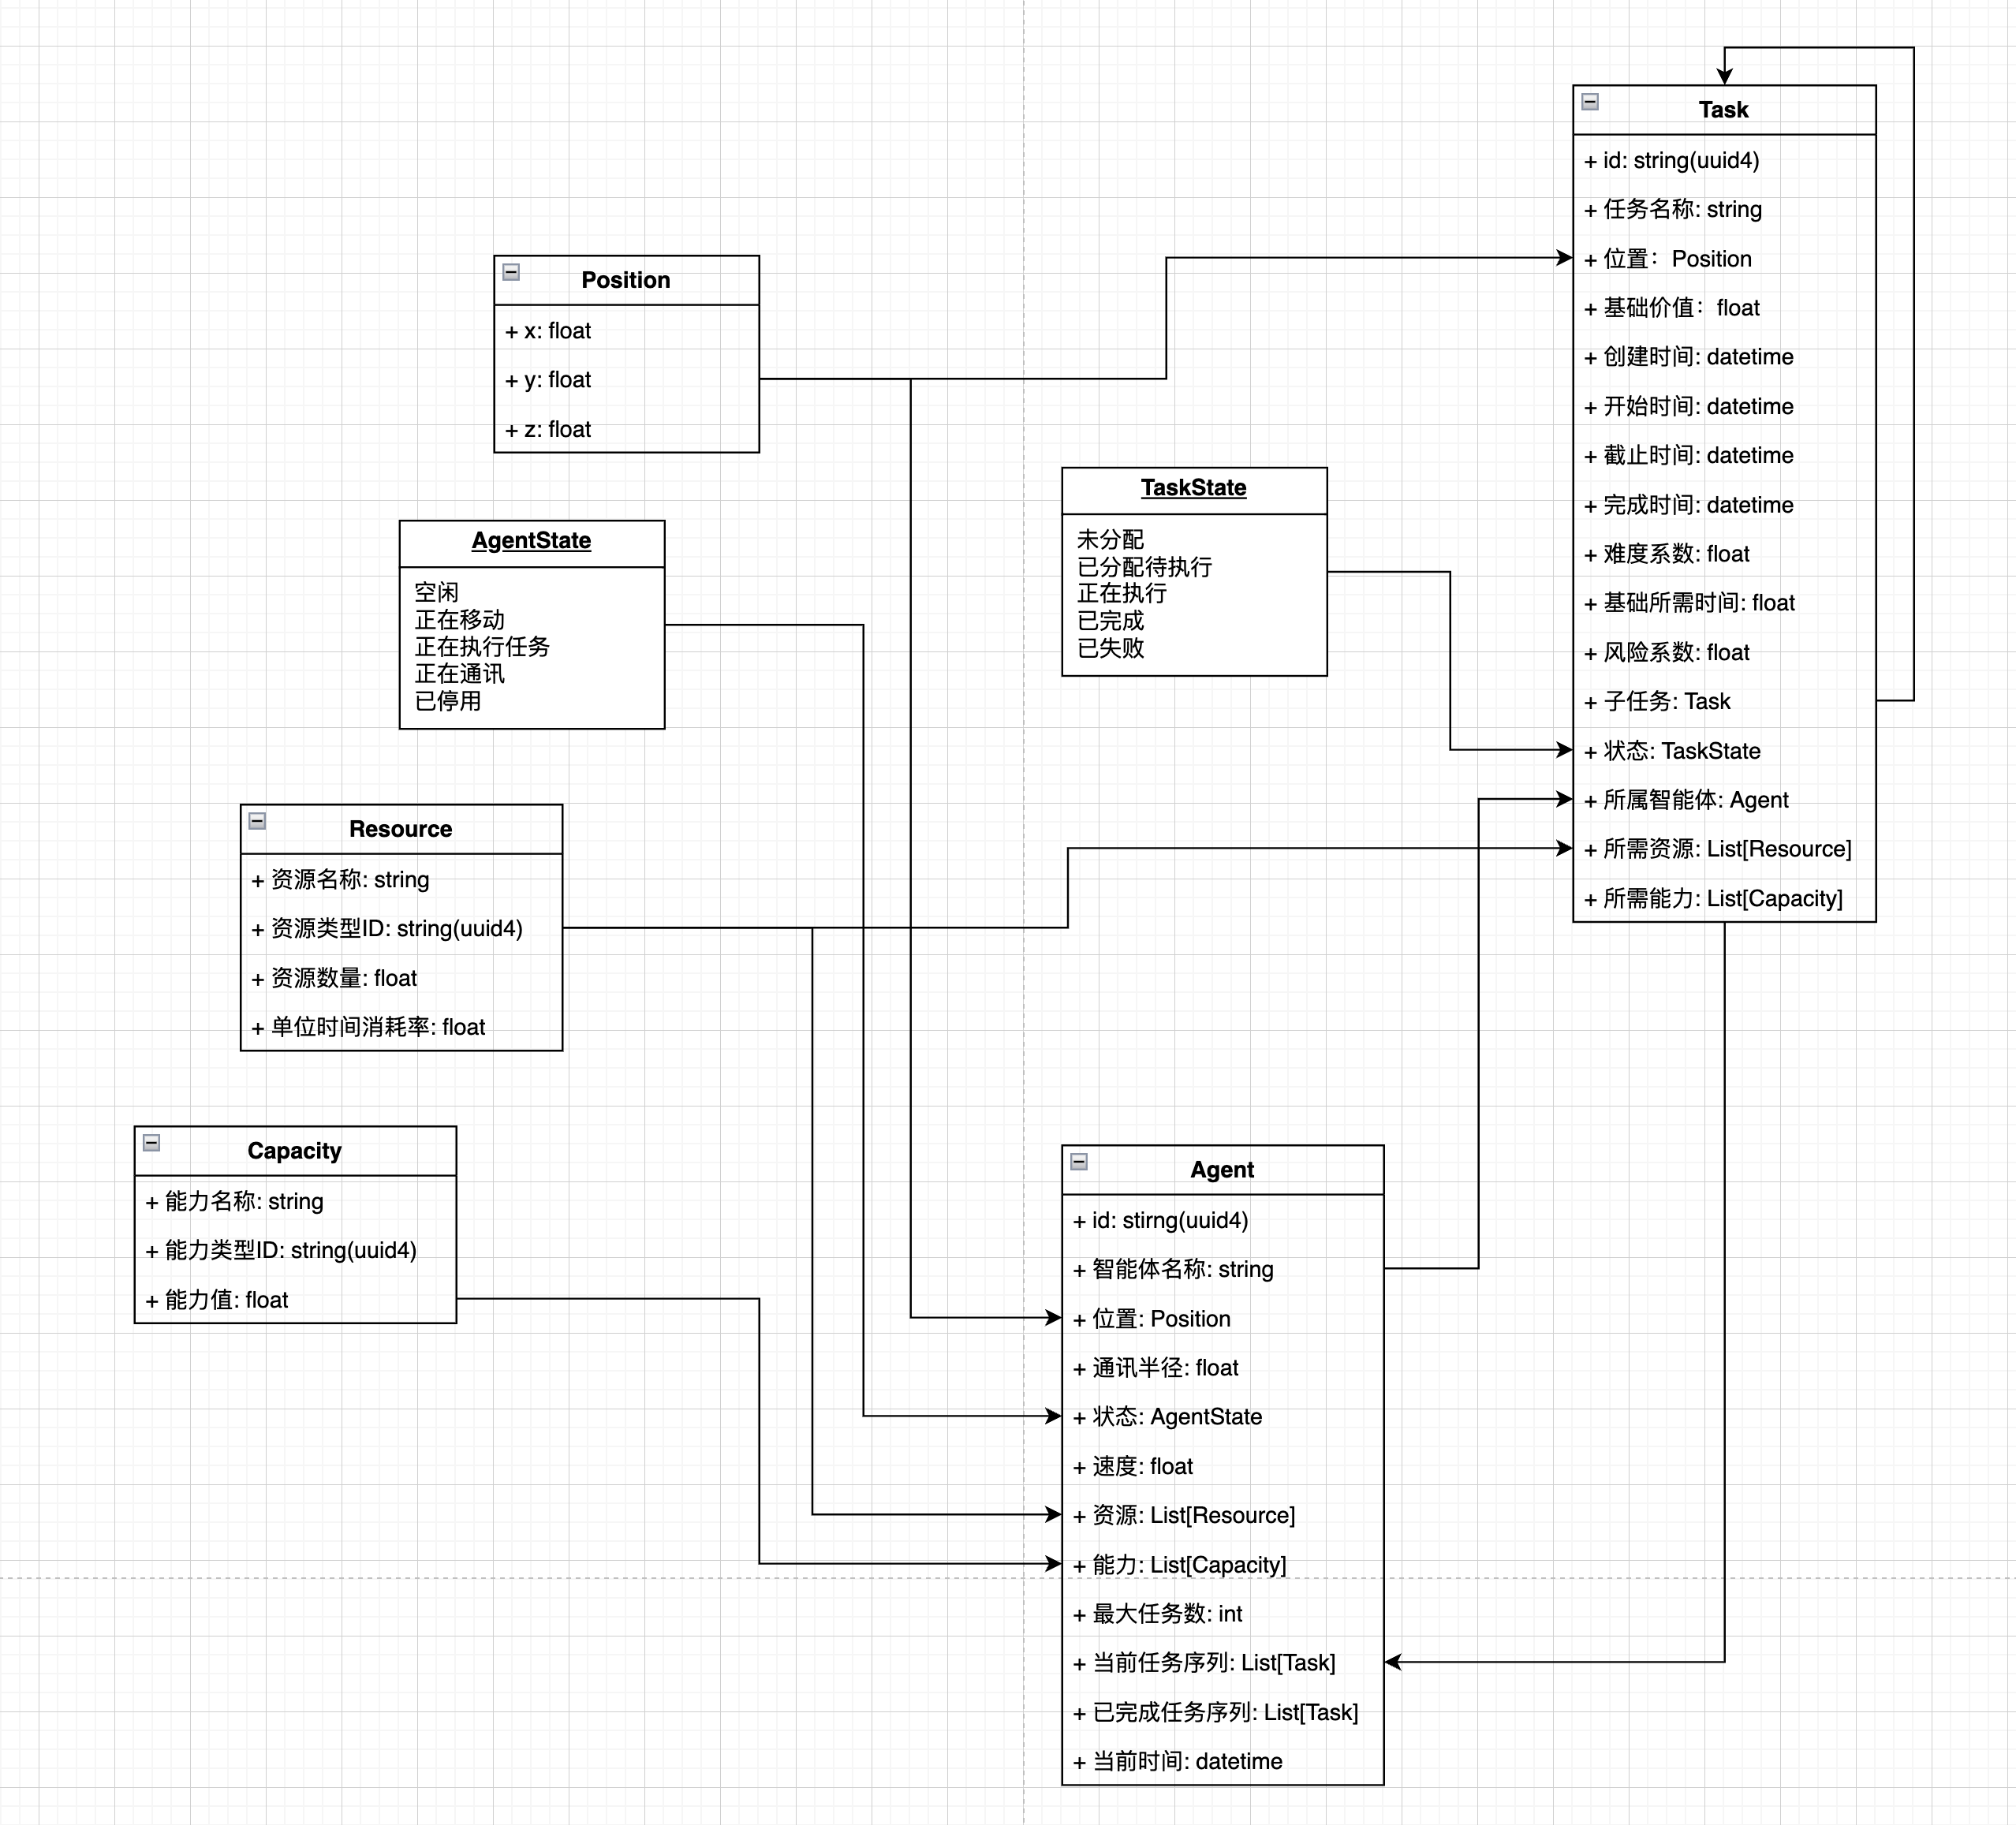 Task
+ id: string(uuid4)
+ 任务名称: string
+ 位置：Position
+ 基础价值：float
+ 创建时间: datetime
+ 开始时间: datetime
+ 截止时间: datetime
+ 完成时间: datetime
+ 难度系数: float
+ 基础所需时间: float
+ 风险系数: float
+ 子任务: Task
+ 状态: TaskState
+ 所属智能体: Agent
+ 所需资源: List[Resource]
+ 所需能力: List[Capacity]
Position
+ x: float
+ y: float
+ z: float
TaskState
未分配
已分配待执行
正在执行
已完成
已失败
AgentState
空闲
正在移动
正在执行任务
正在通讯
已停用
Resource
+ 资源名称: string
+ 资源类型ID: string(uuid4)
+ 资源数量: float
+ 单位时间消耗率: float
Capacity
+ 能力名称: string
+ 能力类型ID: string(uuid4)
+ 能力值: float
Agent
+ id: stirng(uuid4)
+ 智能体名称: string
+ 位置: Position
+ 通讯半径: float
+ 状态: AgentState
+ 速度: float
+ 资源: List[Resource]
+ 能力: List[Capacity]
+ 最大任务数: int
+ 当前任务序列: List[Task]
+ 已完成任务序列: List[Task]
+ 当前时间: datetime